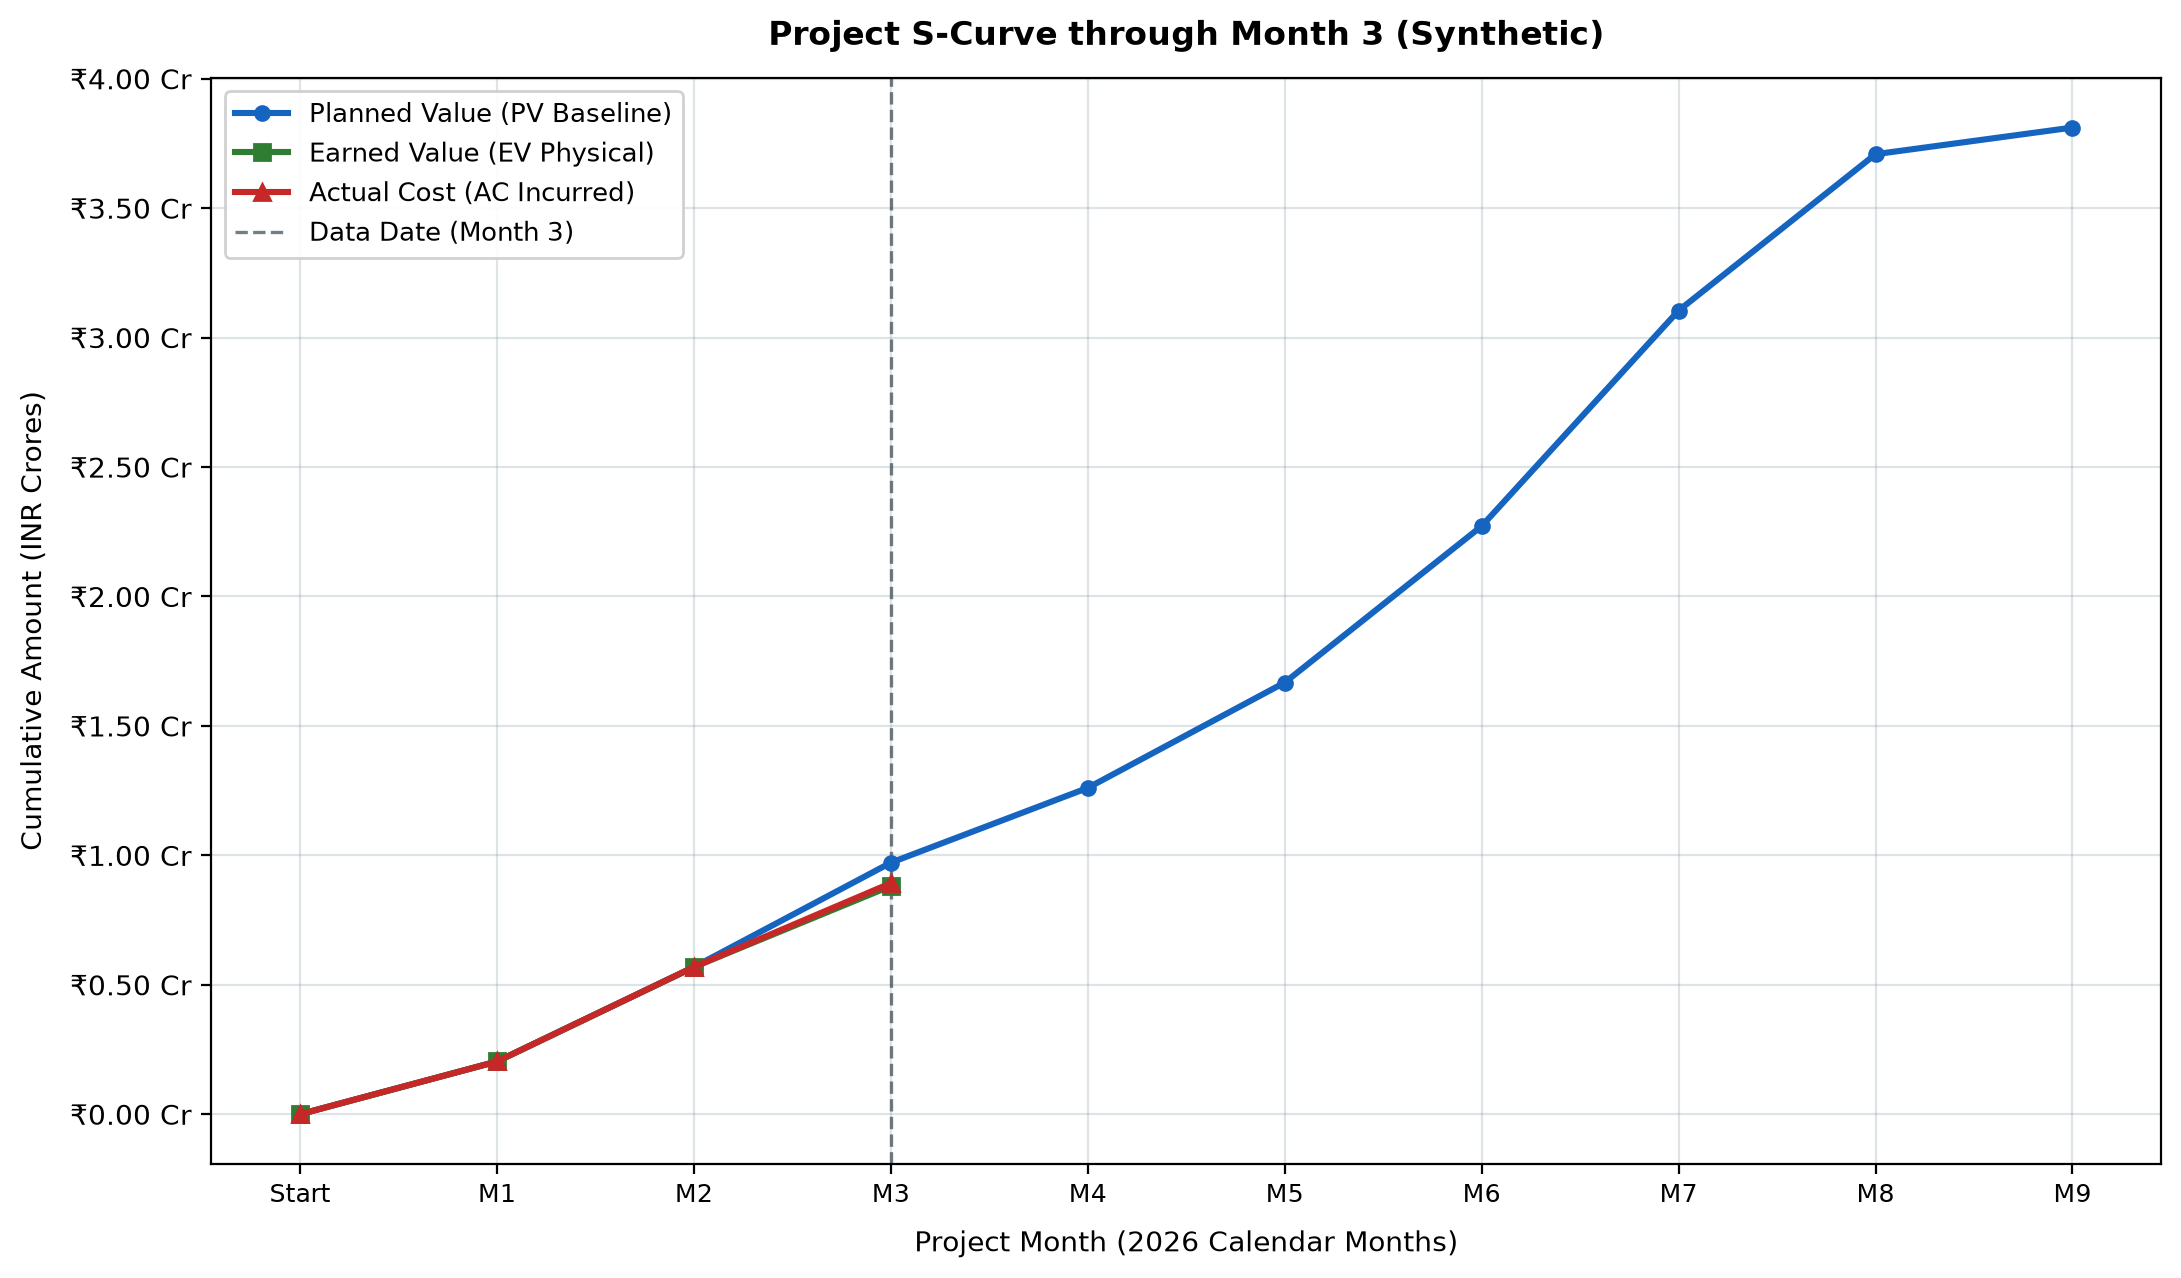 Project S-Curve through Month 3 (Synthetic)
Planned Value (PV Baseline)
Earned Value (EV Physical)
Actual Cost (AC Incurred)
Data Date (Month 3)
Cumulative Amount (INR Crores)
₹4.00 Cr
₹3.50 Cr
₹3.00 Cr
₹2.50 Cr
₹2.00 Cr
₹1.50 Cr
₹1.00 Cr
₹0.50 Cr
₹0.00 Cr
Start M1 M2 M3 M4 M5 M6 M7 M8 M9
Project Month (2026 Calendar Months)